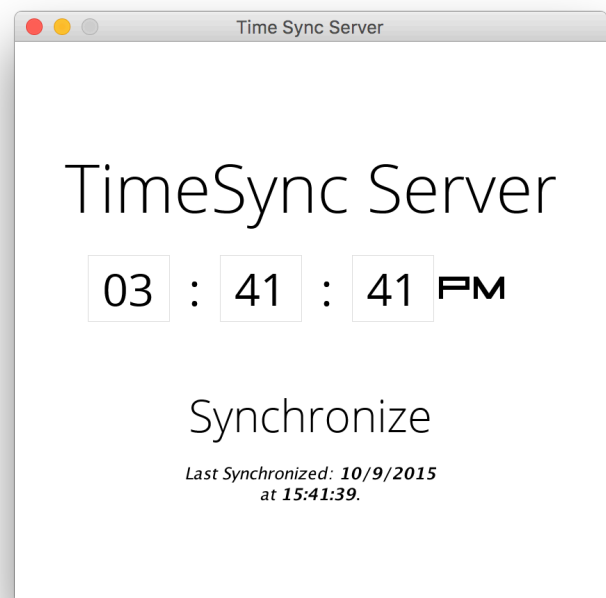 Time Sync Server
TimeSync Server
03 : 41 : 41 PM
Synchronize
Last Synchronized: 10/9/2015
at 15:41:39.